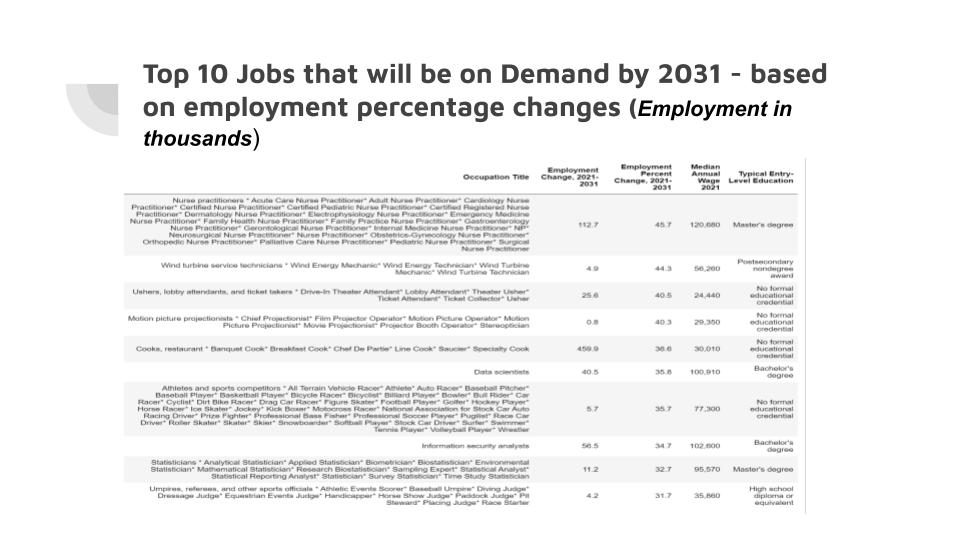 Top 10 Jobs that will be on Demand by 2031 - based
on employment percentage changes (Employment in
thousands)
Occupation Title
Employment
Change, 2021-
2031
Employment
Percent
Change, 2021-
2031
Median
Annual
Wage
2021
Typical Entry-
Level Education
Nurse practitioners * Acute Care Nurse Practitioner* Adult Nurse Practitioner* Cardiology Nurse
Practitioner* Certified Nurse Practitioner* Certified Pediatric Nurse Practitioner* Certified Registered Nurse
Practitioner* Dermatology Nurse Practitioner* Electrophysiology Nurse Practitioner* Emergency Medicine
Nurse Practitioner* Family Health Nurse Practitioner* Family Practice Nurse Practitioner* Gastroenterology
Nurse Practitioner* Gerontological Nurse Practitioner* Internal Medicine Nurse Practitioner* NP*
Neurosurgical Nurse Practitioner* Nurse Practitioner* Obstetrics-Gynecology Nurse Practitioner*
Orthopedic Nurse Practitioner* Palliative Care Nurse Practitioner* Pediatric Nurse Practitioner* Surgical
Nurse Practitioner
112.7 45.7 120,680 Master's degree
Wind turbine service technicians * Wind Energy Mechanic* Wind Energy Technician* Wind Turbine
Mechanic* Wind Turbine Technician
4.9 44.3 56,260
Postsecondary
nondegree
award
Ushers, lobby attendants, and ticket takers * Drive-In Theater Attendant* Lobby Attendant* Theater Usher*
Ticket Attendant* Ticket Collector* Usher
25.6 40.5 24,440
No formal
educational
credential
Motion picture projectionists * Chief Projectionist* Film Projector Operator* Motion Picture Operator* Motion
Picture Projectionist* Movie Projectionist* Projector Booth Operator* Stereoptician
0.8 40.3 29,350
No formal
educational
credential
Cooks, restaurant * Banquet Cook* Breakfast Cook* Chef De Partie* Line Cook* Saucier* Specialty Cook
459.9 36.6 30,010
No formal
educational
credential
Data scientists
40.5 35.8 100,910
Bachelor's
degree
Athletes and sports competitors * All Terrain Vehicle Racer* Athlete* Auto Racer* Baseball Pitcher*
Baseball Player* Basketball Player* Bicycle Racer* Bicyclist* Billiard Player* Bowler* Bull Rider* Car
Racer* Cyclist* Dirt Bike Racer* Drag Car Racer* Figure Skater* Football Player* Golfer* Hockey Player*
Horse Racer* Ice Skater* Jockey* Kick Boxer* Motocross Racer* National Association for Stock Car Auto
Racing Driver* Prize Fighter* Professional Bass Fisher* Professional Soccer Player* Pugilist* Race Car
Driver* Roller Skater* Skater* Skier* Snowboarder* Softball Player* Stock Car Driver* Surfer* Swimmer*
Tennis Player* Volleyball Player* Wrestler
5.7 35.7 77,300
No formal
educational
credential
Information security analysts
56.5 34.7 102,600
Bachelor's
degree
Statisticians * Analytical Statistician* Applied Statistician* Biometrician* Biostatistician* Environmental
Statistician* Mathematical Statistician* Research Biostatistician* Sampling Expert* Statistical Analyst*
Statistical Reporting Analyst* Statistician* Survey Statistician* Time Study Statistician
11.2 32.7 95,570 Master's degree
Umpires, referees, and other sports officials * Athletic Events Scorer* Baseball Umpire* Diving Judge*
Dressage Judge* Equestrian Events Judge* Handicapper* Horse Show Judge* Paddock Judge* Pit
Steward* Placing Judge* Race Starter
4.2 31.7 35,860
High school
diploma or
equivalent